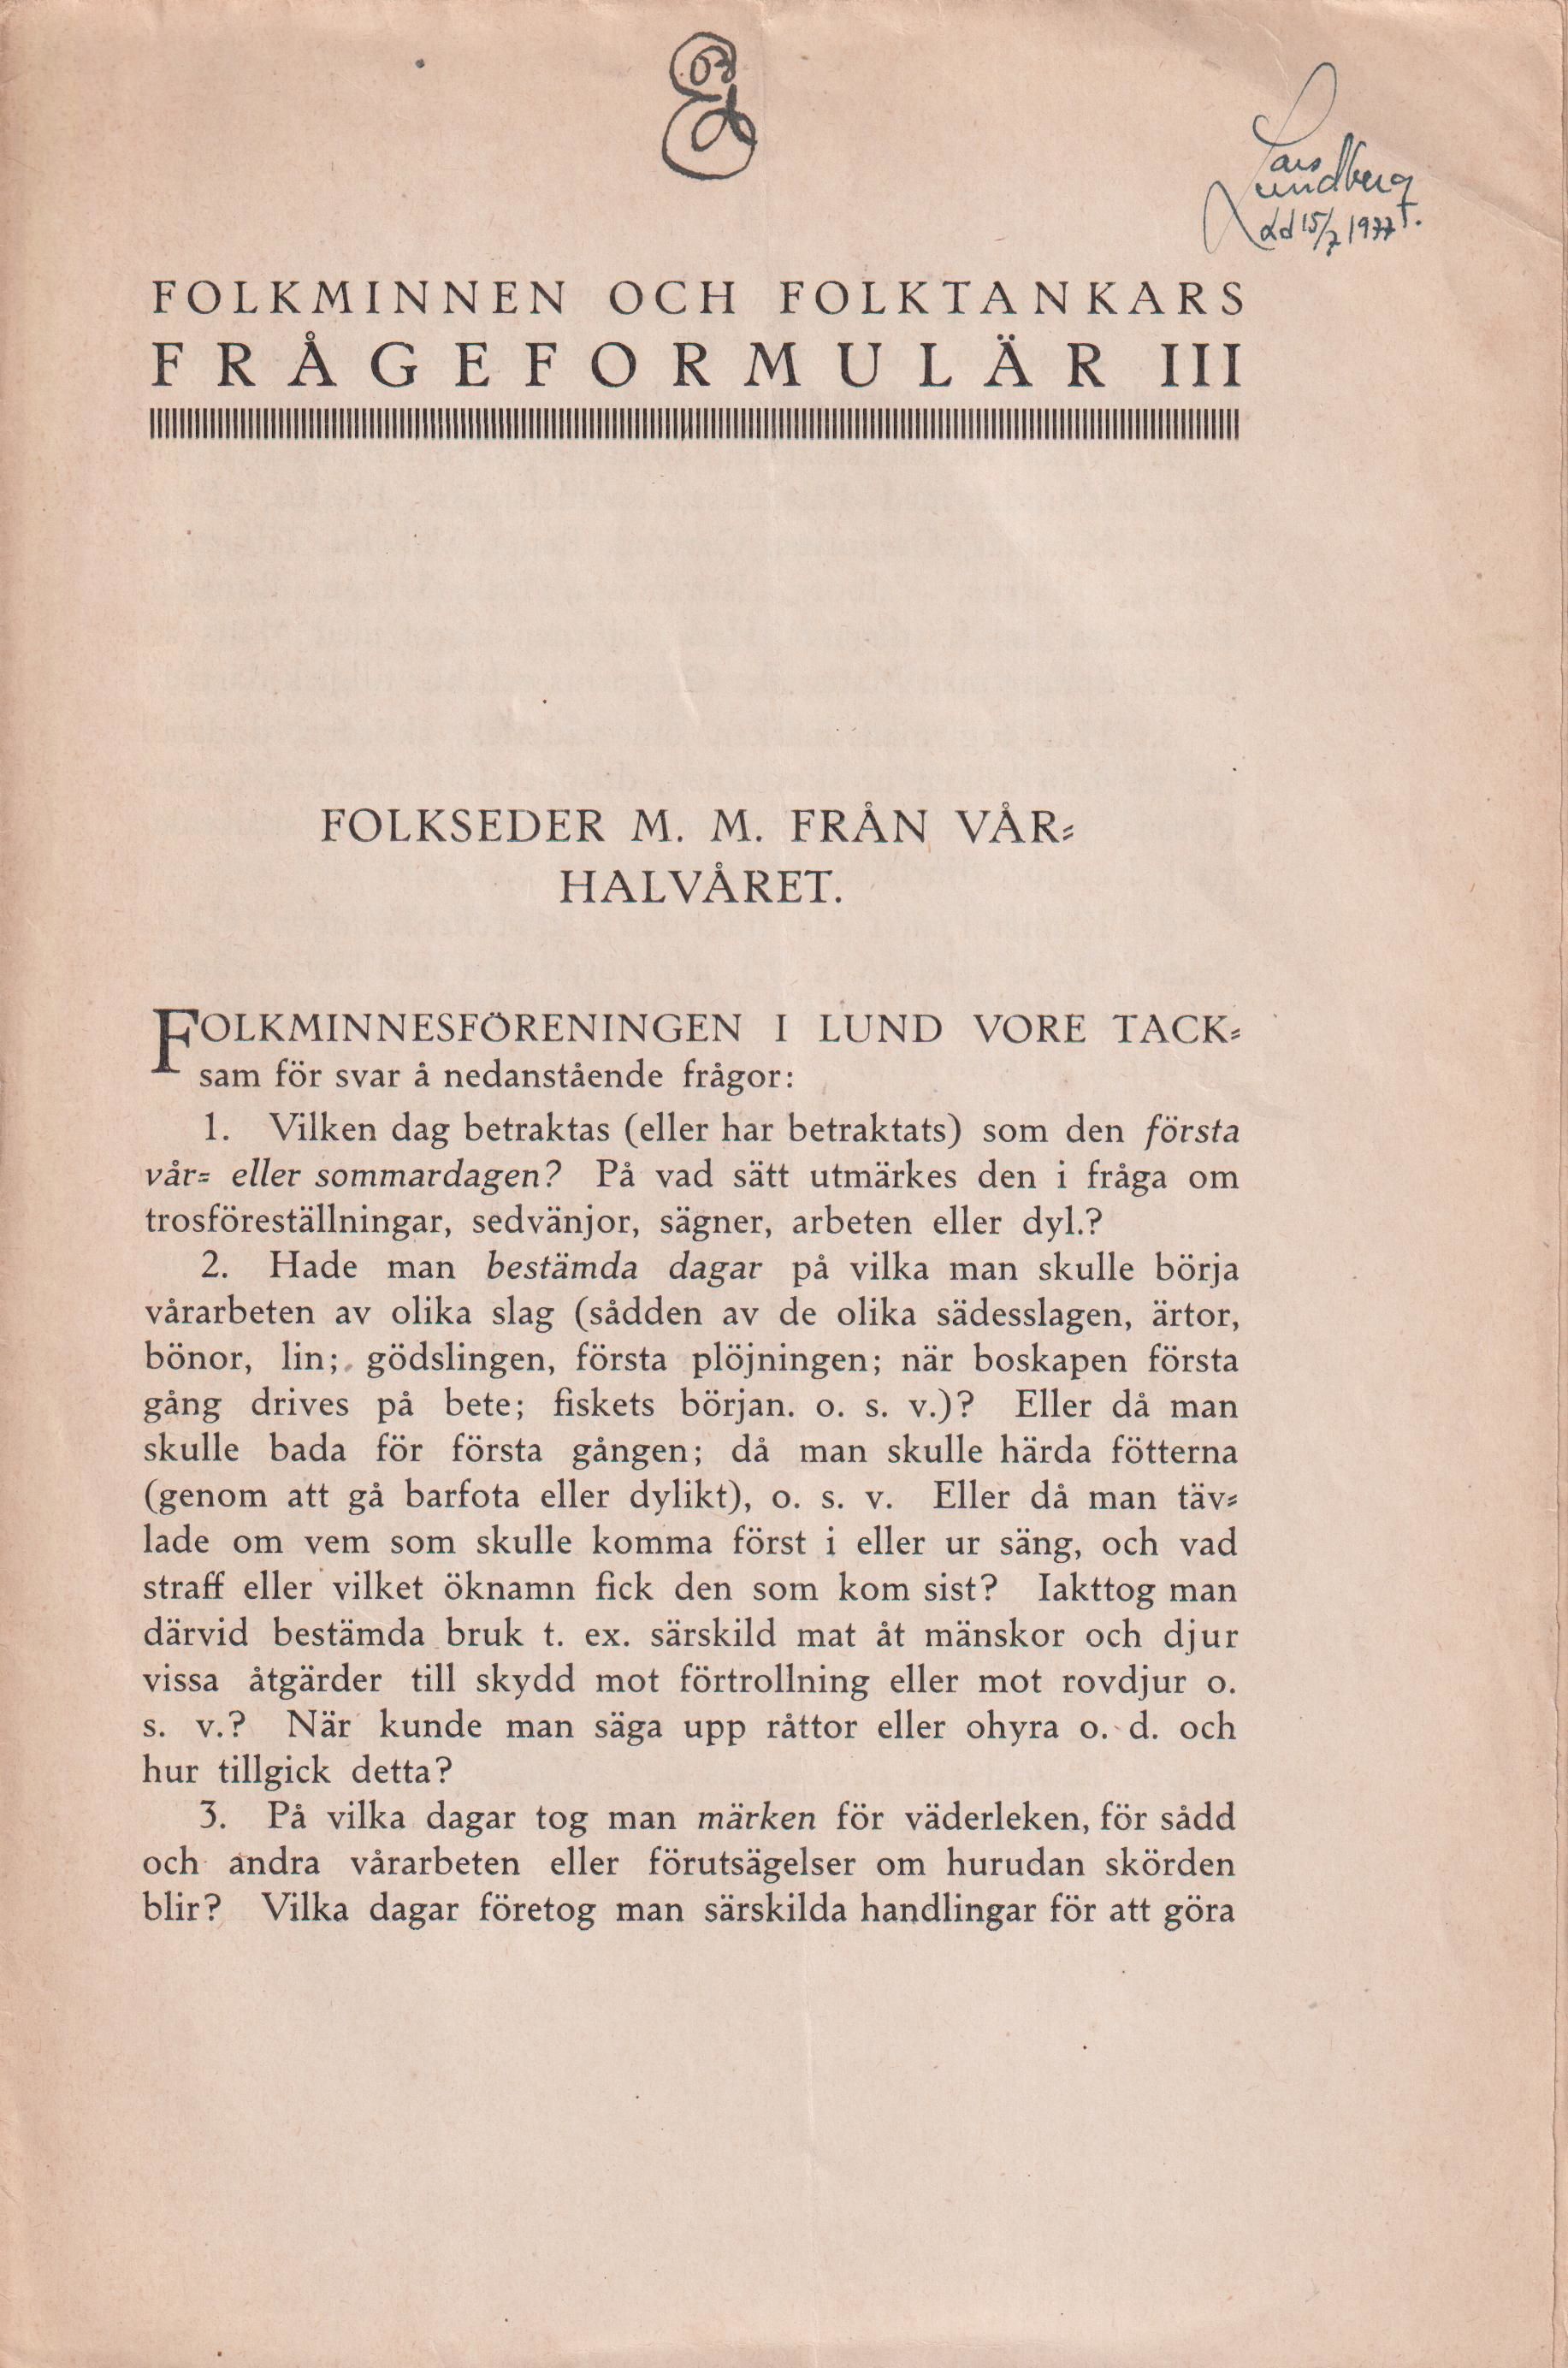 Lars
Lundberg
Ld 15/7 1977.
FOLKMINNEN OCH FOLKTANKARS
FRÅGEFORMULÄR III
FOLKSEDER M. M. FRÅN VÅR-
HALVÅRET.
FOLKMINNESFÖRENINGEN I LUND VORE TACK-
sam för svar å nedanstående frågor:
1. Vilken dag betraktas (eller har betraktats) som den första
vår- eller sommardagen? På vad sätt utmärkes den i fråga om
trosföreställningar, sedvänjor, sägner, arbeten eller dyl.?
2. Hade man bestämda dagar på vilka man skulle börja
vårarbeten av olika slag (sådden av de olika sädesslagen, ärtor,
bönor, lin; gödslingen, första plöjningen; när boskapen första
gång drives på bete; fiskets början. o. s. v.)? Eller då man
skulle bada för första gången; då man skulle härda fötterna
(genom att gå barfota eller dylikt), o. s. v. Eller då man täv-
lade om vem som skulle komma först i eller ur säng, och vad
straff eller vilket öknamn fick den som kom sist? Iakttog man
därvid bestämda bruk t. ex. särskild mat åt mänskor och djur
vissa åtgärder till skydd mot förtrollning eller mot rovdjur o.
s. v.? När kunde man säga upp råttor eller ohyra o. d. och
hur tillgick detta?
3. På vilka dagar tog man märken för väderleken, för sådd
och andra vårarbeten eller förutsägelser om hurudan skörden
blir? Vilka dagar företog man särskilda handlingar för att göra